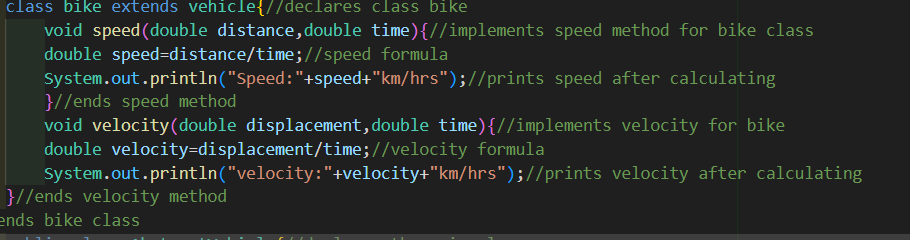 class bike extends vehicle{//declares class bike
void speed(double distance,double time){//implements speed method for bike class
double speed=distance/time;//speed formula
System.out.println("Speed:"+speed+"km/hrs");//prints speed after calculating
}//ends speed method
void velocity(double displacement,double time){//implements velocity for bike
double velocity=displacement/time;//velocity formula
System.out.println("velocity:"+velocity+"km/hrs");//prints velocity after calculating
}//ends velocity method
ends bike class